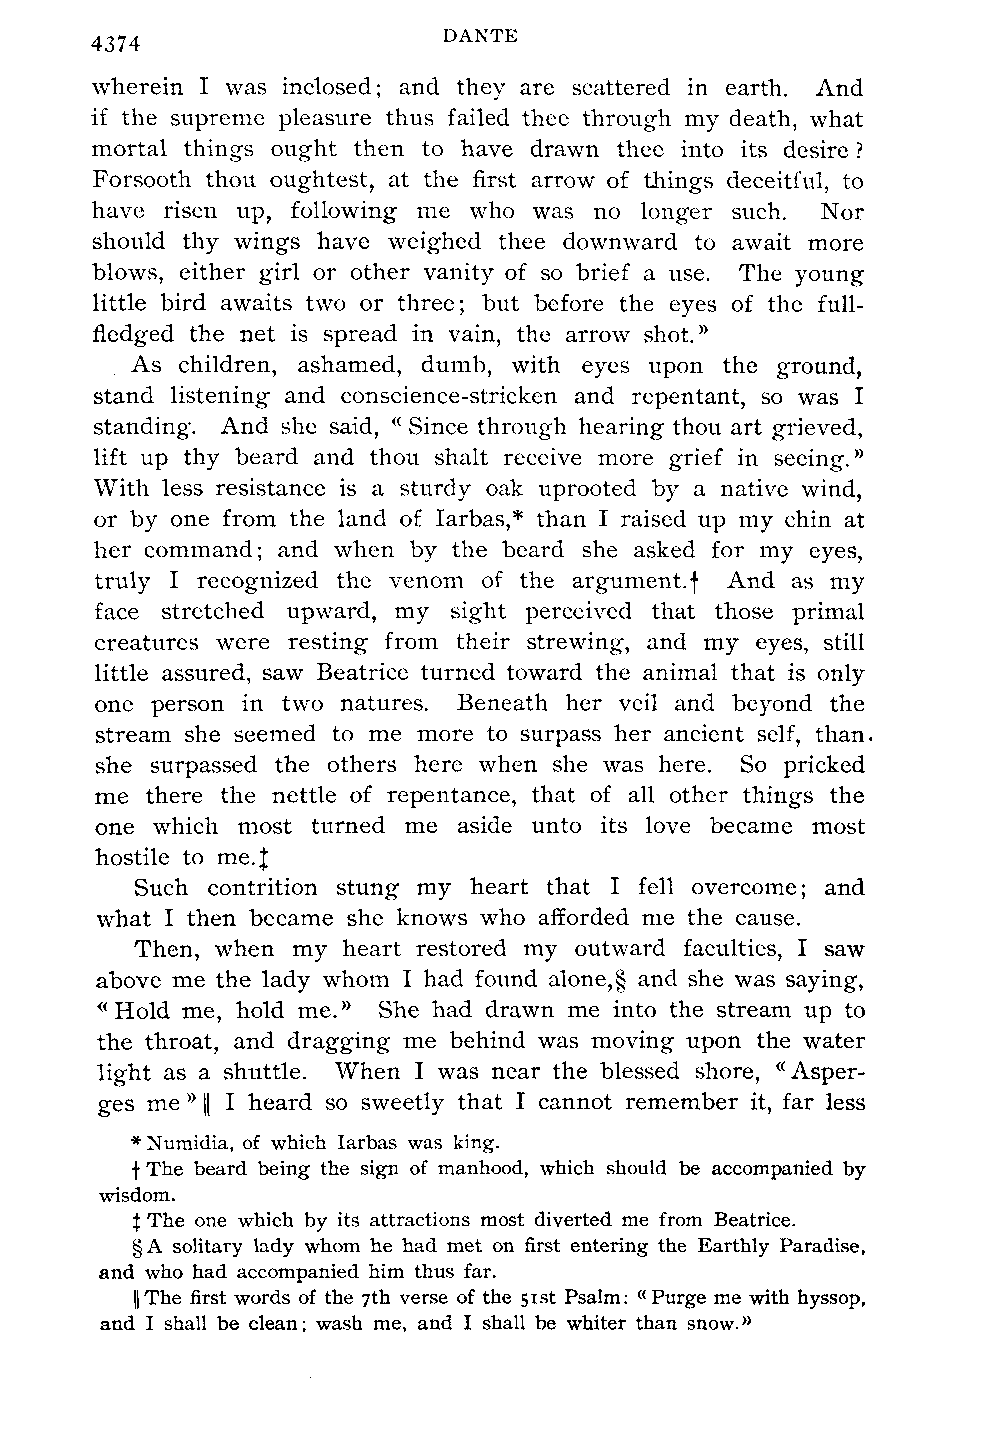 4374
DANTE
wherein I was inclosed; and they are scattered in earth. And
if the supreme pleasure thus failed thee through my death, what
mortal things ought then to have drawn thee into its desire?
Forsooth thou oughtest, at the first arrow of things deceitful, to
have risen up, following me who was no longer such. Nor
should thy wings have weighed thee downward to await more
blows, either girl or other vanity of so brief a use. The young
little bird awaits two or three; but before the eyes of the full-
fledged the net is spread in vain, the arrow shot.»
As children, ashamed, dumb, with eyes upon the ground,
stand listening and conscience-stricken and repentant, so was I
standing. And she said, «Since through hearing thou art grieved,
lift up thy beard and thou shalt receive more grief in seeing.»
With less resistance is a sturdy oak uprooted by a native wind,
or by one from the land of Iarbas,* than I raised up my chin at
her command; and when by the beard she asked for my eyes,
truly I recognized the venom of the argument.† And as my
face stretched upward, my sight perceived that those primal
creatures were resting from their strewing, and my eyes, still
little assured, saw Beatrice turned toward the animal that is only
one person in two natures. Beneath her veil and beyond the
stream she seemed to me more to surpass her ancient self, than
she surpassed the others here when she was here. So pricked
me there the nettle of repentance, that of all other things the
one which most turned me aside unto its love became most
hostile to me.‡
Such contrition stung my heart that I fell overcome; and
what I then became she knows who afforded me the cause.
Then, when my heart restored my outward faculties, I saw
above me the lady whom I had found alone,§ and she was saying,
«Hold me, hold me.» She had drawn me into the stream up to
the throat, and dragging me behind was moving upon the water
light as a shuttle. When I was near the blessed shore, «Asper-
ges me»‖ I heard so sweetly that I cannot remember it, far less
* Numidia, of which Iarbas was king.
† The beard being the sign of manhood, which should be accompanied by
wisdom.
‡ The one which by its attractions most diverted me from Beatrice.
§ A solitary lady whom he had met on first entering the Earthly Paradise,
and who had accompanied him thus far.
‖ The first words of the 7th verse of the 51st Psalm: «Purge me with hyssop,
and I shall be clean; wash me, and I shall be whiter than snow.»